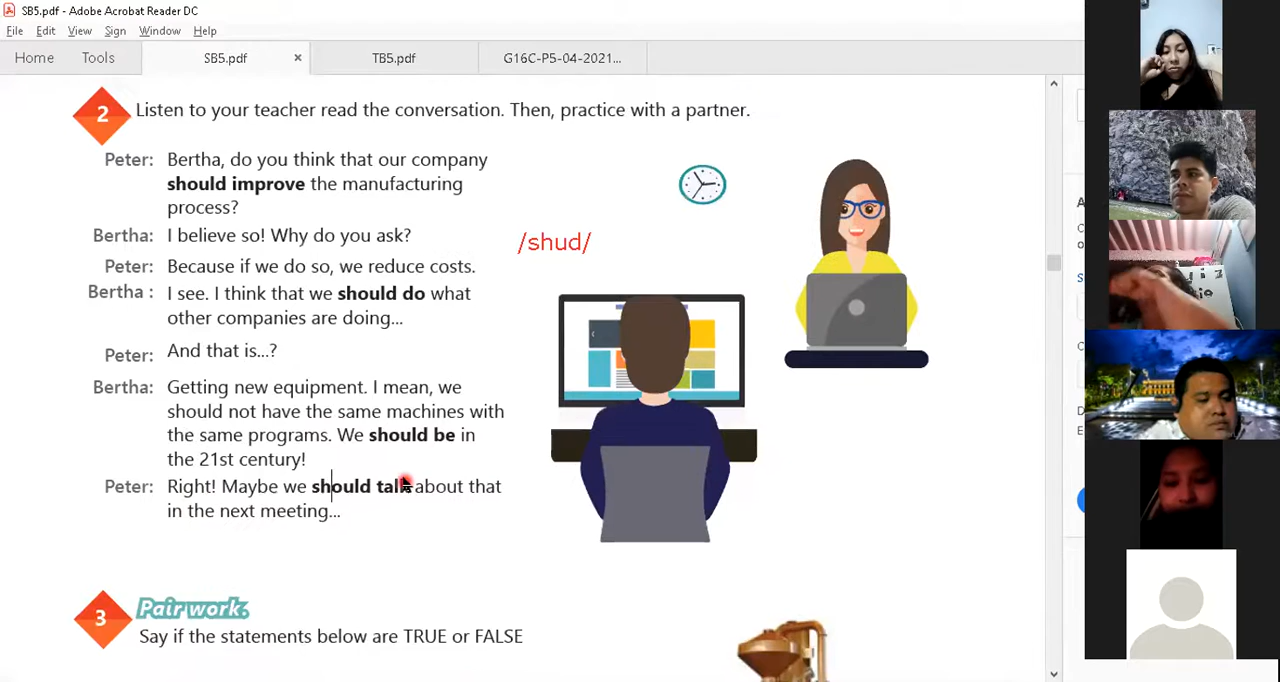 SB5.pdf - Adobe Acrobat Reader DC
File Edit View Sign Window Help
Home Tools SB5.pdf × TB5.pdf G16C-P5-04-2021...
2 Listen to your teacher read the conversation. Then, practice with a partner.
Peter: Bertha, do you think that our company
should improve the manufacturing
process?
Bertha: I believe so! Why do you ask?
/shud/
Peter: Because if we do so, we reduce costs.
Bertha : I see. I think that we should do what
other companies are doing...
Peter: And that is...?
Bertha: Getting new equipment. I mean, we
should not have the same machines with
the same programs. We should be in
the 21st century!
Peter: Right! Maybe we should talk about that
in the next meeting...
3 Pair work.
Say if the statements below are TRUE or FALSE